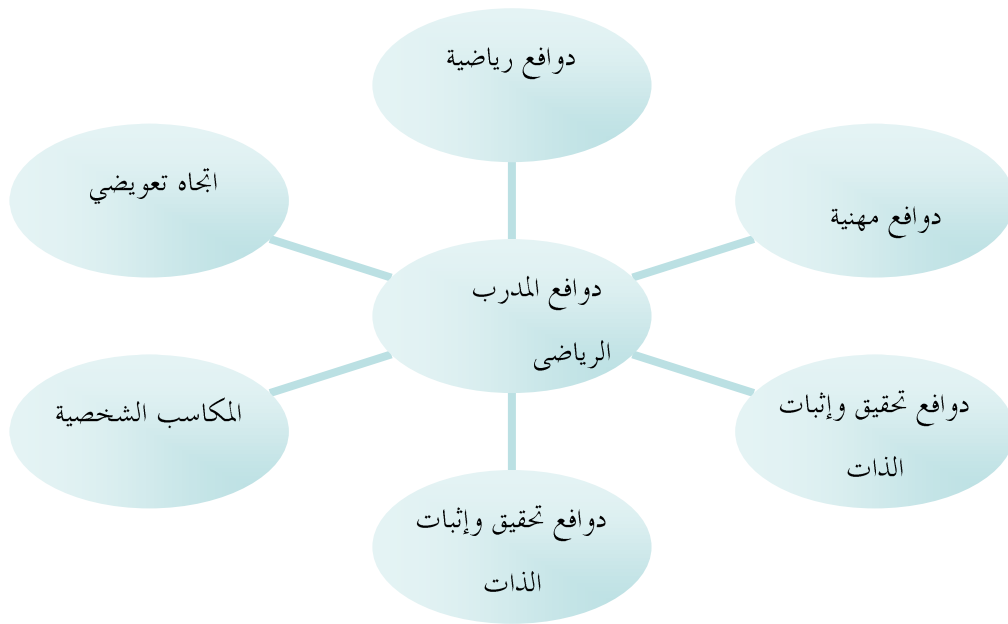 دوافع رياضية
اتجاه تعويضي
دوافع مهنية
دوافع المدرب
الرياضى
المكاسب الشخصية
دوافع تحقيق وإثبات
الذات
دوافع تحقيق وإثبات
الذات